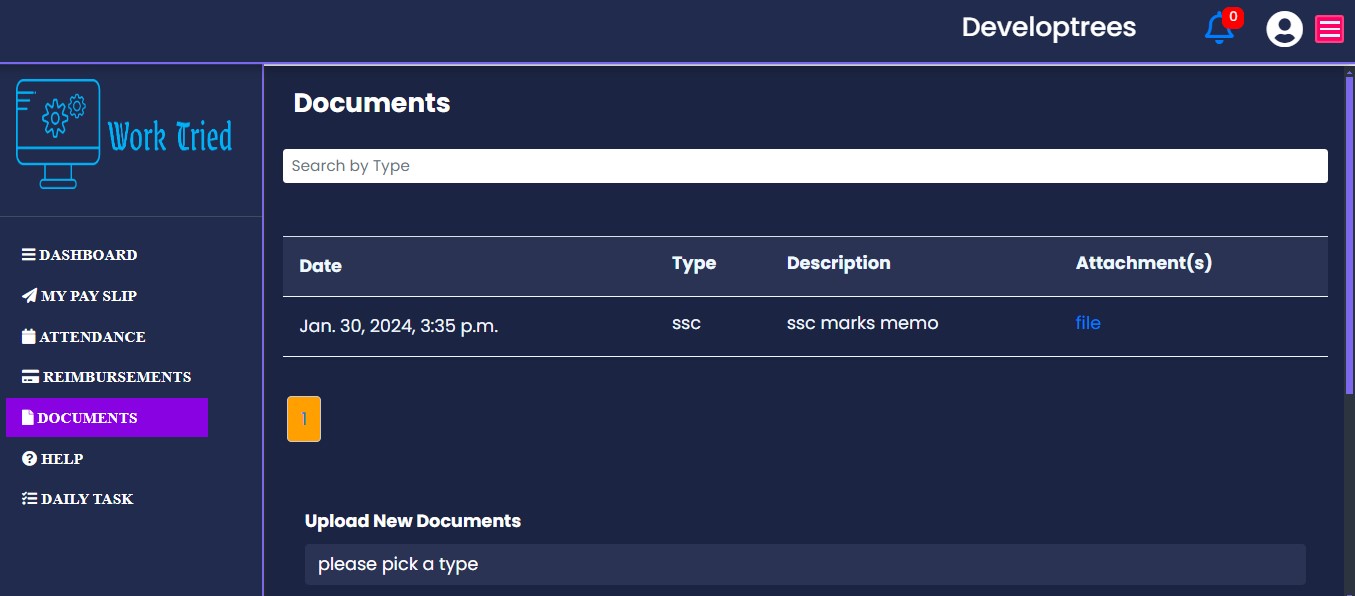 Developtrees
0
Work Tried
Documents
Search by Type
DASHBOARD
MY PAY SLIP
ATTENDANCE
REIMBURSEMENTS
DOCUMENTS
HELP
DAILY TASK
Date Type Description Attachment(s)
Jan. 30, 2024, 3:35 p.m. ssc ssc marks memo file
1
Upload New Documents
please pick a type